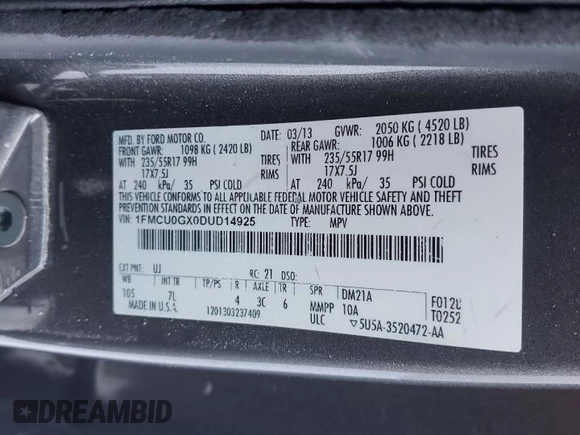 MFD. BY FORD MOTOR CO.
DATE: 03/13 GVWR: 2050 KG ( 4520 LB)
FRONT GAWR: 1098 KG ( 2420 LB)
REAR GAWR: 1006 KG ( 2218 LB)
WITH 235/55R17 99H TIRES WITH 235/55R17 99H TIRES
17X7.5J RIMS 17X7.5J RIMS
AT 240 kPa/ 35 PSI COLD AT 240 kPa/ 35 PSI COLD
THIS VEHICLE CONFORMS TO ALL APPLICABLE FEDERAL MOTOR VEHICLE SAFETY AND THEFT
PREVENTION STANDARDS IN EFFECT ON THE DATE OF MANUFACTURE SHOWN ABOVE.
VIN: 1FMCU0GX0DUD14925 TYPE: MPV
EXT PNT: UJ RC: 21 DSO:
WB INT TR TP/PS R AXLE TR SPR DM21A F012L
105 7L 4 3C 6 MMPP 10A T0252
MADE IN U.S.A. 1201303237409 ULC ▽5U5A-3520472-AA
DREAMBID